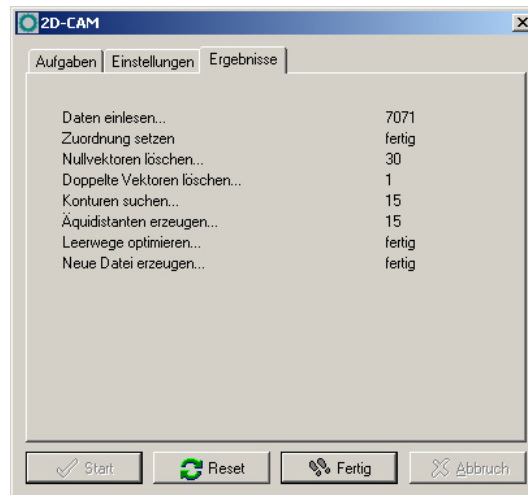 2D-CAM
Aufgaben Einstellungen Ergebnisse
Daten einlesen... 7071
Zuordnung setzen fertig
Nullvektoren löschen... 30
Doppelte Vektoren löschen... 1
Konturen suchen... 15
Äquidistanten erzeugen... 15
Leerwege optimieren... fertig
Neue Datei erzeugen... fertig
Start Reset Fertig Abbruch